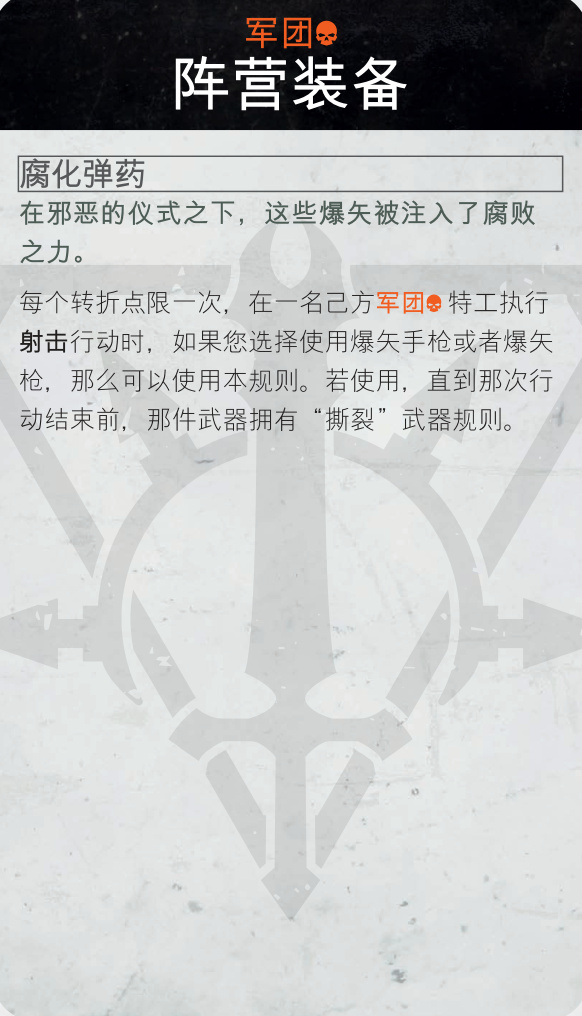 军团
阵营装备
腐化弹药
在邪恶的仪式之下，这些爆矢被注入了腐败
之力。
每个转折点限一次，在一名己方军团特工执行
射击行动时，如果您选择使用爆矢手枪或者爆矢
枪，那么可以使用本规则。若使用，直到那次行
动结束前，那件武器拥有“撕裂”武器规则。